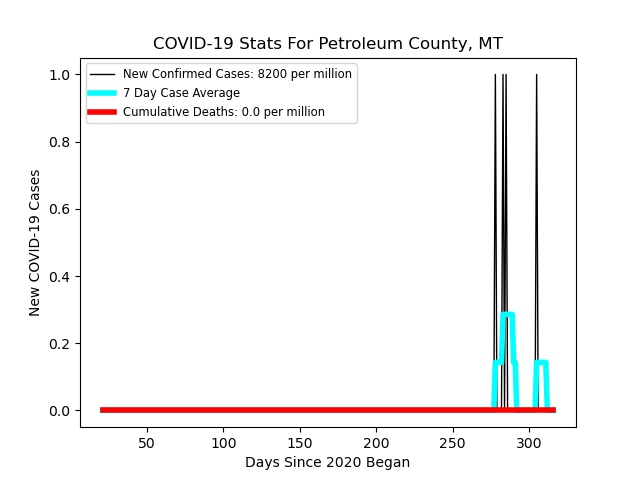 COVID-19 Stats For Petroleum County, MT
New Confirmed Cases: 8200 per million
7 Day Case Average
Cumulative Deaths: 0.0 per million
New COVID-19 Cases
1.0
0.8
0.6
0.4
0.2
0.0
50 100 150 200 250 300
Days Since 2020 Began